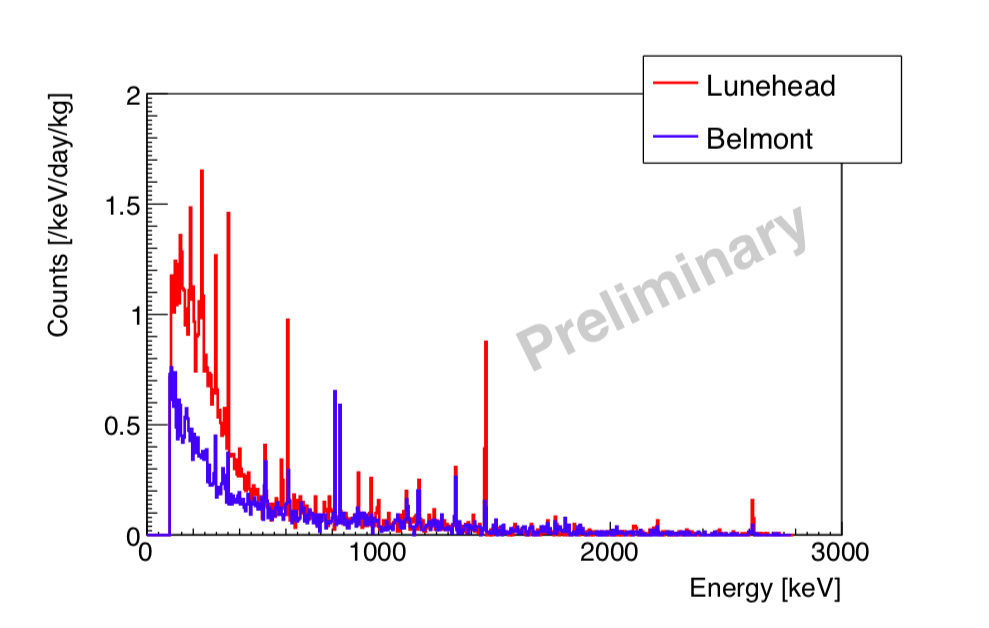 Lunehead
Belmont
Counts [/keV/day/kg]
2
1.5
1
0.5
0
Preliminary
0
1000
2000
3000
Energy [keV]